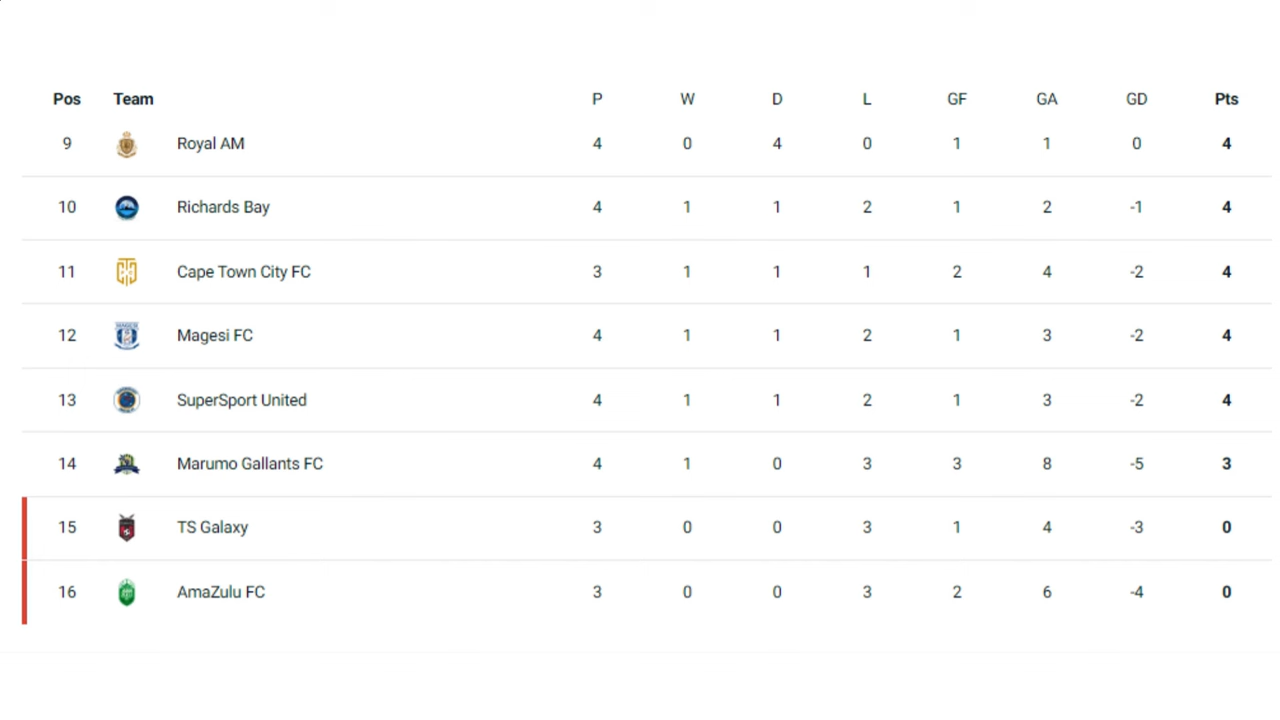 Pos Team P W D L GF GA GD Pts
9 Royal AM 4 0 4 0 1 1 0 4
10 Richards Bay 4 1 1 2 1 2 -1 4
11 Cape Town City FC 3 1 1 1 2 4 -2 4
12 Magesi FC 4 1 1 2 1 3 -2 4
13 SuperSport United 4 1 1 2 1 3 -2 4
14 Marumo Gallants FC 4 1 0 3 3 8 -5 3
15 TS Galaxy 3 0 0 3 1 4 -3 0
16 AmaZulu FC 3 0 0 3 2 6 -4 0